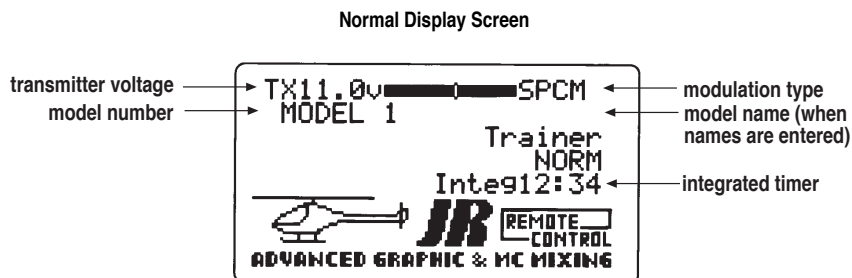 Normal Display Screen
transmitter voltage
TX11.0v
SPCM
modulation type
model number
MODEL 1
model name (when
names are entered)
Trainer
NORM
Integ12:34
integrated timer
JR
REMOTE
CONTROL
ADVANCED GRAPHIC & MC MIXING